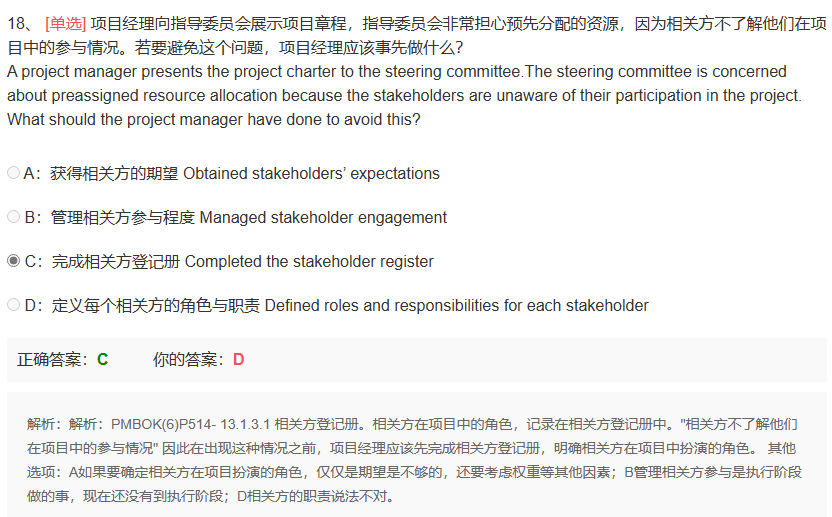 18、 [单选] 项目经理向指导委员会展示项目章程，指导委员会非常担心预先分配的资源，因为相关方不了解他们在项
目中的参与情况。若要避免这个问题，项目经理应该事先做什么？
A project manager presents the project charter to the steering committee.The steering committee is concerned
about preassigned resource allocation because the stakeholders are unaware of their participation in the project.
What should the project manager have done to avoid this?
A：获得相关方的期望 Obtained stakeholders’ expectations
B：管理相关方参与程度 Managed stakeholder engagement
C：完成相关方登记册 Completed the stakeholder register
D：定义每个相关方的角色与职责 Defined roles and responsibilities for each stakeholder
正确答案：C 你的答案：D
解析：解析：PMBOK(6)P514- 13.1.3.1 相关方登记册。相关方在项目中的角色，记录在相关方登记册中。"相关方不了解他们
在项目中的参与情况" 因此在出现这种情况之前，项目经理应该先完成相关方登记册，明确相关方在项目中扮演的角色。 其他
选项：A如果要确定相关方在项目扮演的角色，仅仅是期望是不够的，还要考虑权重等其他因素；B管理相关方参与是执行阶段
做的事，现在还没有到执行阶段；D相关方的职责说法不对。